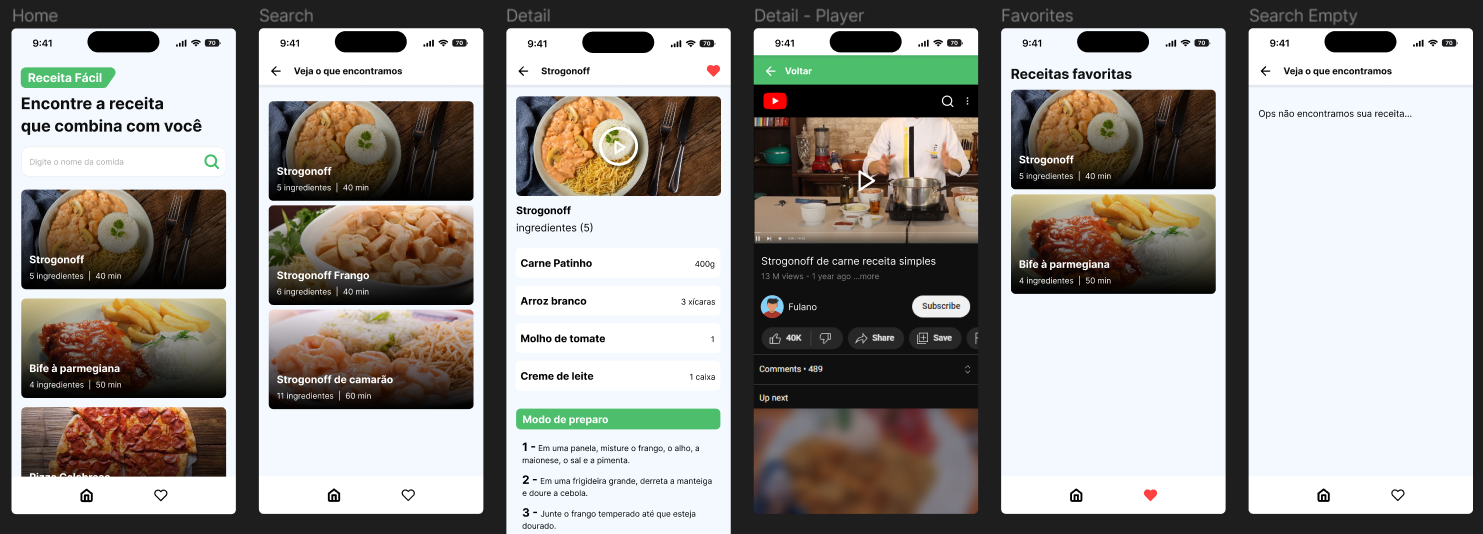 Home
9:41
70
Receita Fácil
Encontre a receita
que combina com você
Digite o nome da comida
Strogonoff
5 ingredientes | 40 min
Bife à parmegiana
4 ingredientes | 50 min
Search
9:41
70
Veja o que encontramos
Strogonoff
5 ingredientes | 40 min
Strogonoff Frango
6 ingredientes | 40 min
Strogonoff de camarão
11 ingredientes | 60 min
Detail
9:41
70
Strogonoff
Strogonoff
ingredientes (5)
Carne Patinho 400g
Arroz branco 3 xícaras
Molho de tomate 1
Creme de leite 1 caixa
Modo de preparo
1 - Em uma panela, misture o frango, o alho, a
maionese, o sal e a pimenta.
2 - Em uma frigideira grande, derreta a manteiga
e doure a cebola.
3 - Junte o frango temperado até que esteja
dourado.
Detail - Player
9:41
70
Voltar
Strogonoff de carne receita simples
13 M views - 1 year ago ...more
Fulano
Subscribe
40K
Share
Save
Comments • 489
Up next
Favorites
9:41
70
Receitas favoritas
Strogonoff
5 ingredientes | 40 min
Bife à parmegiana
4 ingredientes | 50 min
Search Empty
9:41
70
Veja o que encontramos
Ops não encontramos sua receita...